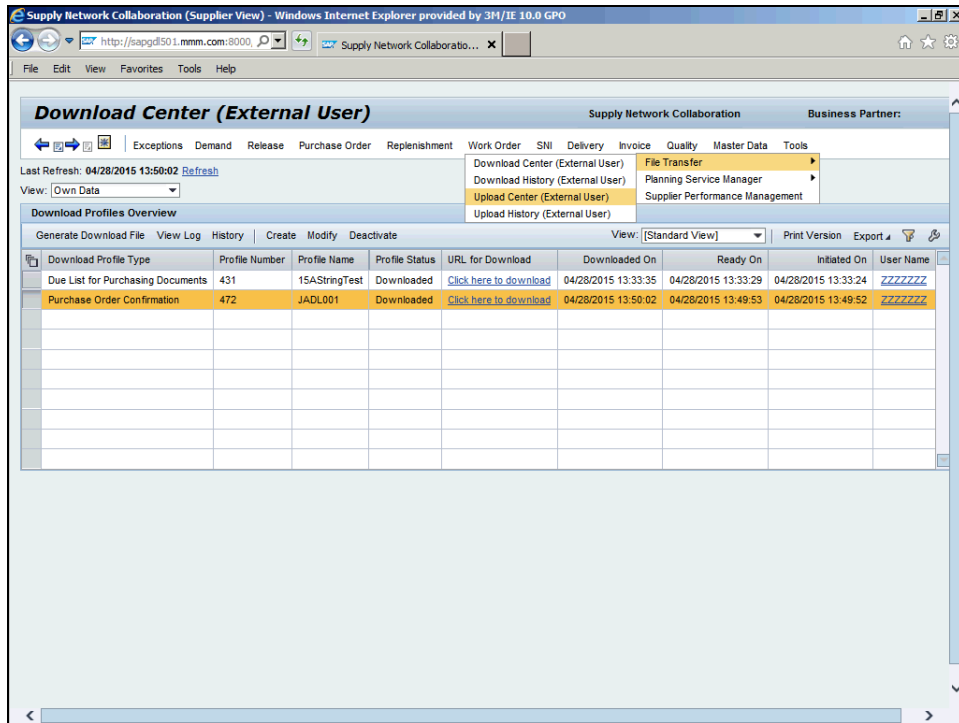 Supply Network Collaboration (Supplier View) - Windows Internet Explorer provided by 3M/IE 10.0 GPO
http://sapgdl501.mmm.com:8000,
Supply Network Collaboratio...
File Edit View Favorites Tools Help
Download Center (External User)
Supply Network Collaboration
Business Partner:
Exceptions Demand Release Purchase Order Replenishment Work Order SNI Delivery Invoice Quality Master Data Tools
Download Center (External User)
Download History (External User)
Upload Center (External User)
Upload History (External User)
File Transfer
Planning Service Manager
Supplier Performance Management
Last Refresh: 04/28/2015 13:50:02 Refresh
View: Own Data
Download Profiles Overview
Generate Download File View Log History Create Modify Deactivate View: [Standard View] Print Version Export
Download Profile Type Profile Number Profile Name Profile Status URL for Download Downloaded On Ready On Initiated On User Name
Due List for Purchasing Documents 431 15AStringTest Downloaded Click here to download 04/28/2015 13:33:35 04/28/2015 13:33:29 04/28/2015 13:33:24 ZZZZZZZ
Purchase Order Confirmation 472 JADL001 Downloaded Click here to download 04/28/2015 13:50:02 04/28/2015 13:49:53 04/28/2015 13:49:52 ZZZZZZZ